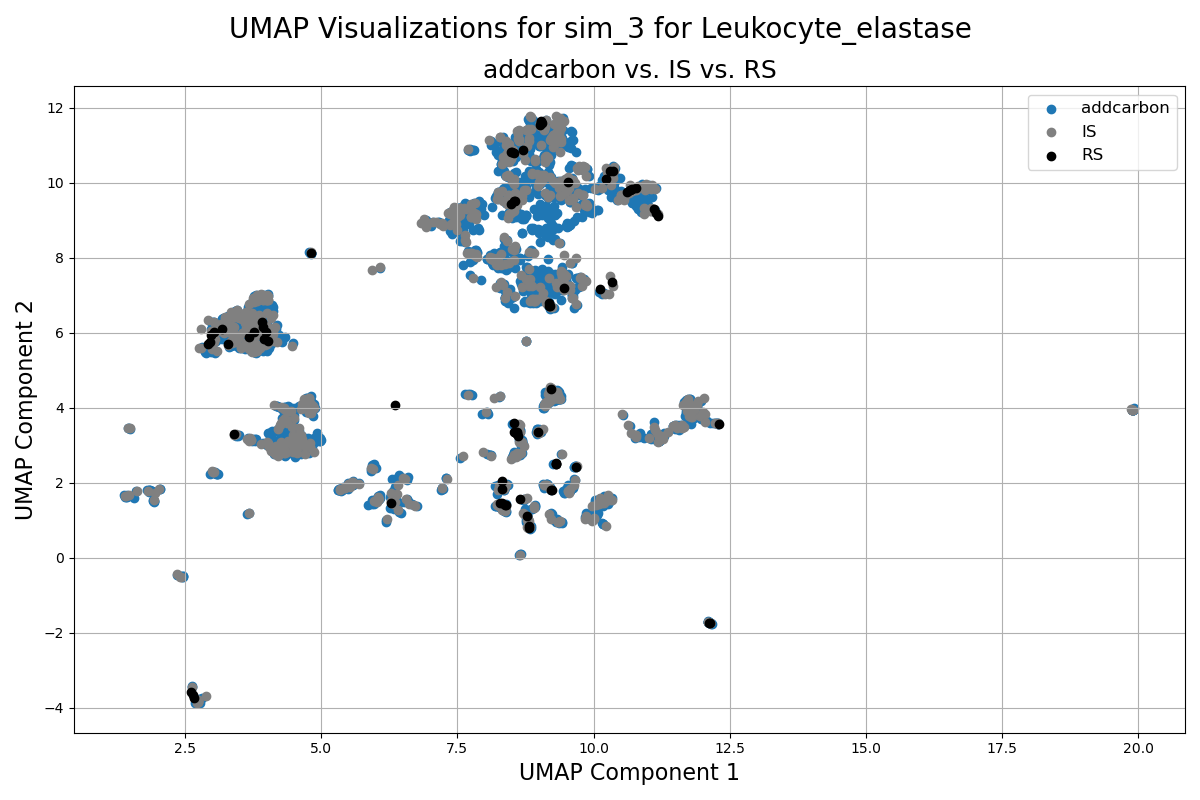 UMAP Visualizations for sim_3 for Leukocyte_elastase
addcarbon vs. IS vs. RS
addcarbon
IS
RS
UMAP Component 2
12
10
8
6
4
2
0
−2
−4
2.5 5.0 7.5 10.0 12.5 15.0 17.5 20.0
UMAP Component 1